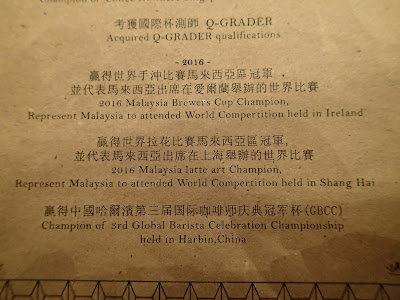 考獲國際杯測師 Q-GRADER
Acquired Q-GRADER qualifications
- 2016 -
贏得世界手沖比賽馬來西亞區冠軍，
並代表馬來西亞出席在愛爾蘭舉辦的世界比賽
2016 Malaysia Brewers Cup Champion,
Represent Malaysia to attended World Competition held in Ireland
贏得世界拉花比賽馬來西亞區冠軍，
並代表馬來西亞出席在上海舉辦的世界比賽
2016 Malaysia latte art Champion,
Represent Malaysia to attended World Competition held in Shang Hai
贏得中國哈爾濱第三届国际咖啡师庆典冠军杯(GBCC)
Champion of 3rd Global Barista Celebration Championship
held in Harbin,China